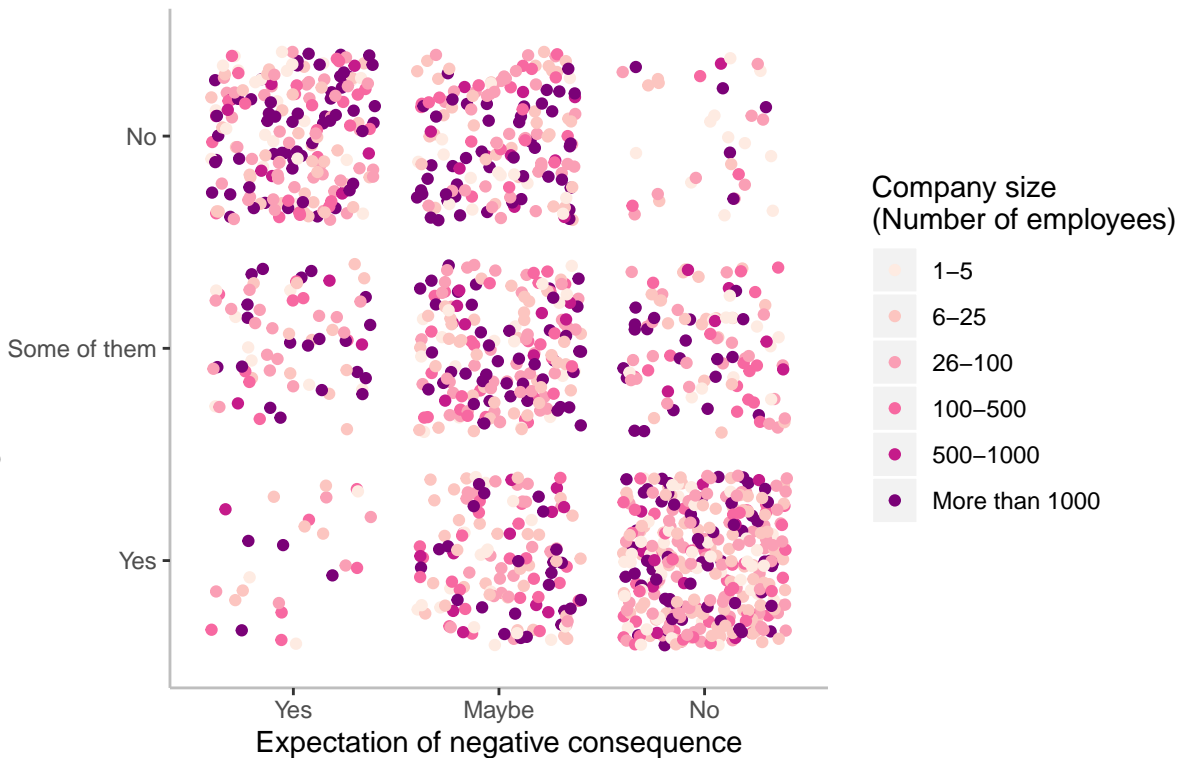 No
Some of them
Yes
Yes
Maybe
No
Expectation of negative consequence
Company size
(Number of employees)
1−5
6−25
26−100
100−500
500−1000
More than 1000